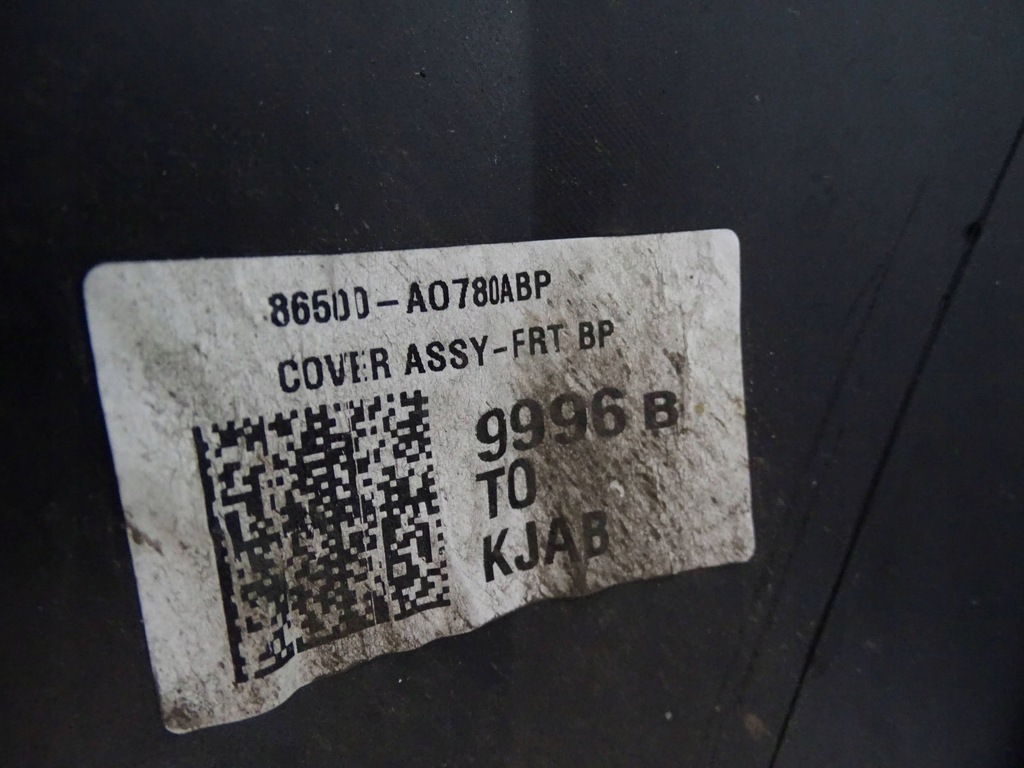 86500-A0780ABP
COVER ASSY-FRT BP
9996 B
TO
KJAB